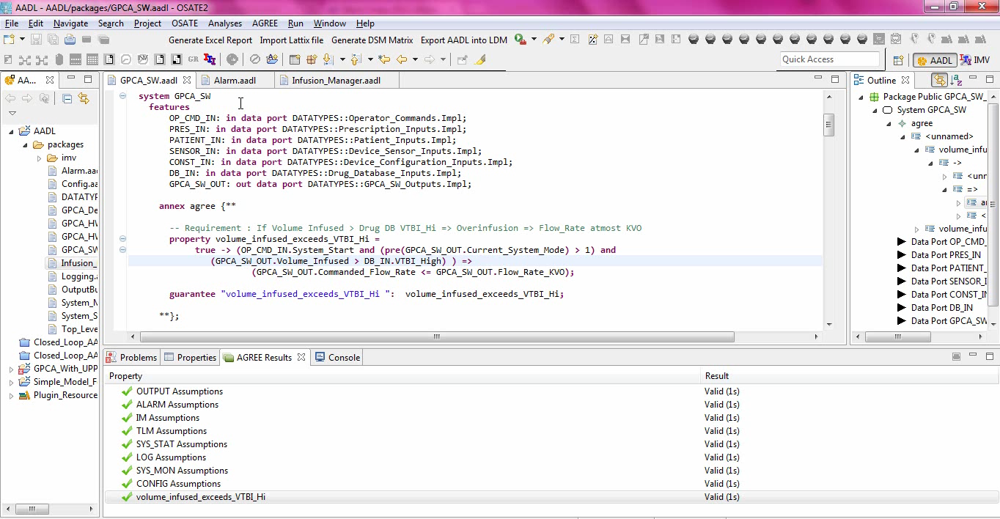 AADL - AADL/packages/GPCA_SW.aadl - OSATE2
File Edit Navigate Search Project OSATE Analyses AGREE Run Window Help
Generate Excel Report Import Lattix file Generate DSM Matrix Export AADL into LDM
GR
Quick Access
AADL IMV
AA...
GPCA_SW.aadl Alarm.aadl Infusion_Manager.aadl
Outline
AADL
packages
imv
Alarm.aa
Config.aa
DATATYP
GPCA_De
GPCA_HW
GPCA_HW
GPCA_SW
Infusion_
Logging.a
OutputBu
System_M
System_S
Top_Leve
Closed_Loop_AA
Closed_Loop_AA
GPCA_With_UPP
Simple_Model_F
Plugin_Resource
system GPCA_SW
features
OP_CMD_IN: in data port DATATYPES::Operator_Commands.Impl;
PRES_IN: in data port DATATYPES::Prescription_Inputs.Impl;
PATIENT_IN: in data port DATATYPES::Patient_Inputs.Impl;
SENSOR_IN: in data port DATATYPES::Device_Sensor_Inputs.Impl;
CONST_IN: in data port DATATYPES::Device_Configuration_Inputs.Impl;
DB_IN: in data port DATATYPES::Drug_Database_Inputs.Impl;
GPCA_SW_OUT: out data port DATATYPES::GPCA_SW_Outputs.Impl;
annex agree {**
-- Requirement : If Volume Infused > Drug DB VTBI_Hi => Overinfusion => Flow_Rate atmost KVO
property volume_infused_exceeds_VTBI_Hi =
true -> (OP_CMD_IN.System_Start and (pre(GPCA_SW_OUT.Current_System_Mode) > 1) and
(GPCA_SW_OUT.Volume_Infused > DB_IN.VTBI_High) ) =>
(GPCA_SW_OUT.Commanded_Flow_Rate <= GPCA_SW_OUT.Flow_Rate_KVO);
guarantee "volume_infused_exceeds_VTBI_Hi ": volume_infused_exceeds_VTBI_Hi;
**};
Package Public GPCA_SW_
System GPCA_SW
agree
<unnamed>
volume_infu
->
<unn
=>
an
<
volume_infu
Data Port OP_CMD_
Data Port PRES_IN
Data Port PATIENT_
Data Port SENSOR_I
Data Port CONST_IN
Data Port DB_IN
Data Port GPCA_SW
Problems Properties AGREE Results Console
Property Result
OUTPUT Assumptions Valid (1s)
ALARM Assumptions Valid (1s)
IM Assumptions Valid (1s)
TLM Assumptions Valid (1s)
SYS_STAT Assumptions Valid (1s)
LOG Assumptions Valid (1s)
SYS_MON Assumptions Valid (1s)
CONFIG Assumptions Valid (1s)
volume_infused_exceeds_VTBI_Hi Valid (1s)